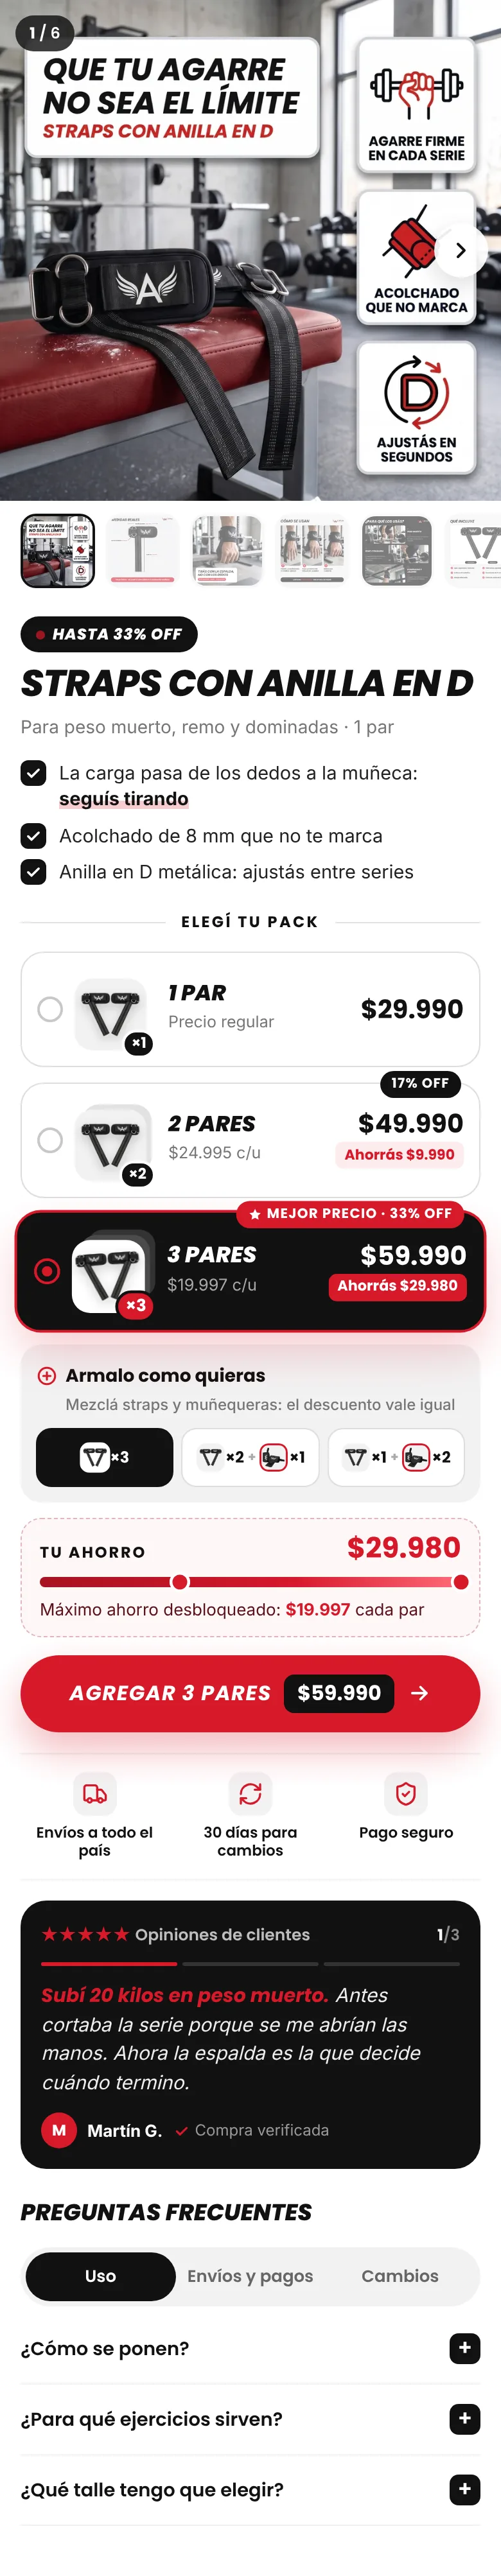 1 / 6
QUE TU AGARRE
NO SEA EL LÍMITE
STRAPS CON ANILLA EN D
AGARRE FIRME
EN CADA SERIE
ACOLCHADO
QUE NO MARCA
AJUSTÁS EN
SEGUNDOS
HASTA 33% OFF
STRAPS CON ANILLA EN D
Para peso muerto, remo y dominadas · 1 par
La carga pasa de los dedos a la muñeca:
seguís tirando
Acolchado de 8 mm que no te marca
Anilla en D metálica: ajustás entre series
ELEGÍ TU PACK
1 PAR
Precio regular
$29.990
×1
17% OFF
2 PARES
$24.995 c/u
$49.990
Ahorrás $9.990
×2
★ MEJOR PRECIO · 33% OFF
3 PARES
$19.997 c/u
$59.990
Ahorrás $29.980
×3
Armalo como quieras
Mezclá straps y muñequeras: el descuento vale igual
×3
×2 + ×1
×1 + ×2
TU AHORRO
$29.980
Máximo ahorro desbloqueado: $19.997 cada par
AGREGAR 3 PARES $59.990 →
Envíos a todo el
país
30 días para
cambios
Pago seguro
★★★★★ Opiniones de clientes
1/3
Subí 20 kilos en peso muerto. Antes
cortaba la serie porque se me abrían las
manos. Ahora la espalda es la que decide
cuándo termino.
M
Martín G.
Compra verificada
PREGUNTAS FRECUENTES
Uso
Envíos y pagos
Cambios
¿Cómo se ponen?
¿Para qué ejercicios sirven?
¿Qué talle tengo que elegir?